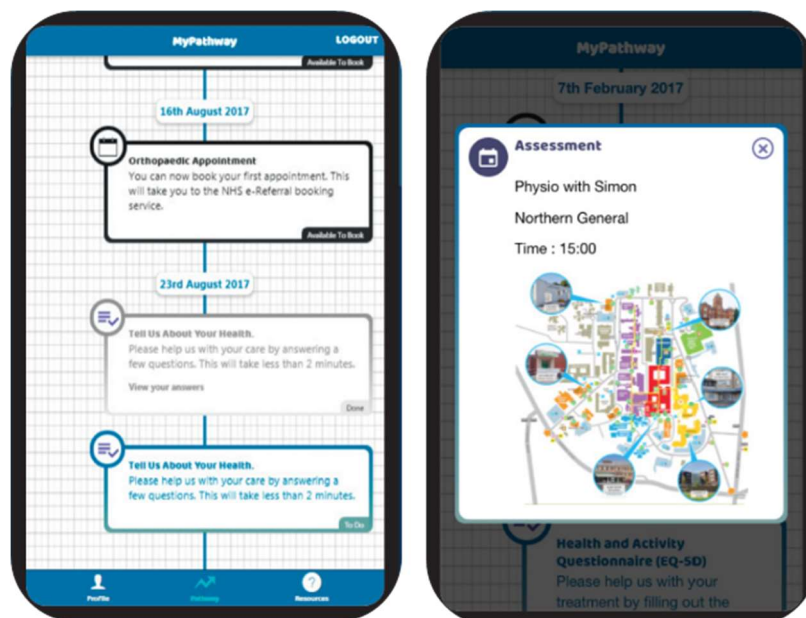 MyPathway
LOGOUT
Available To Book
16th August 2017
Orthopaedic Appointment
You can now book your first appointment. This
will take you to the NHS e-Referral booking
service.
Available To Book
23rd August 2017
Tell Us About Your Health.
Please help us with your care by answering a
few questions. This will take less than 2 minutes.
View your answers
Done
Tell Us About Your Health.
Please help us with your care by answering a
few questions. This will take less than 2 minutes.
To Do
Profile
Pathway
Resources
MyPathway
7th February 2017
Assessment
Physio with Simon
Northern General
Time : 15:00
Health and Activity
Questionnaire (EQ-5D)
Please help us with your
treatment by filling out the